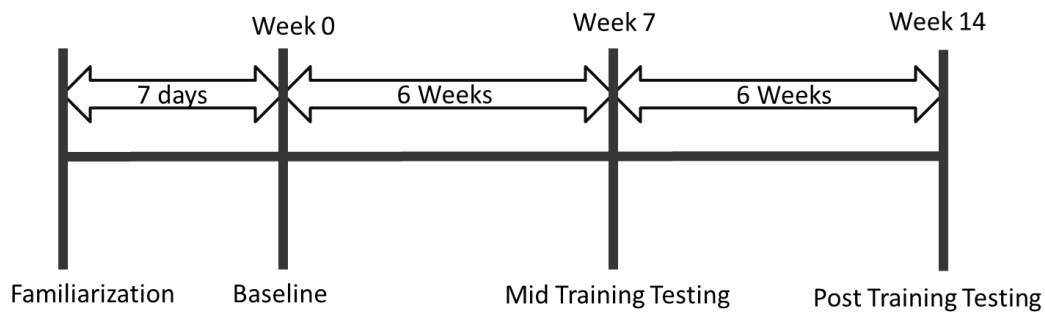 Week 0
Week 7
Week 14
7 days
6 Weeks
6 Weeks
Familiarization
Baseline
Mid Training Testing
Post Training Testing